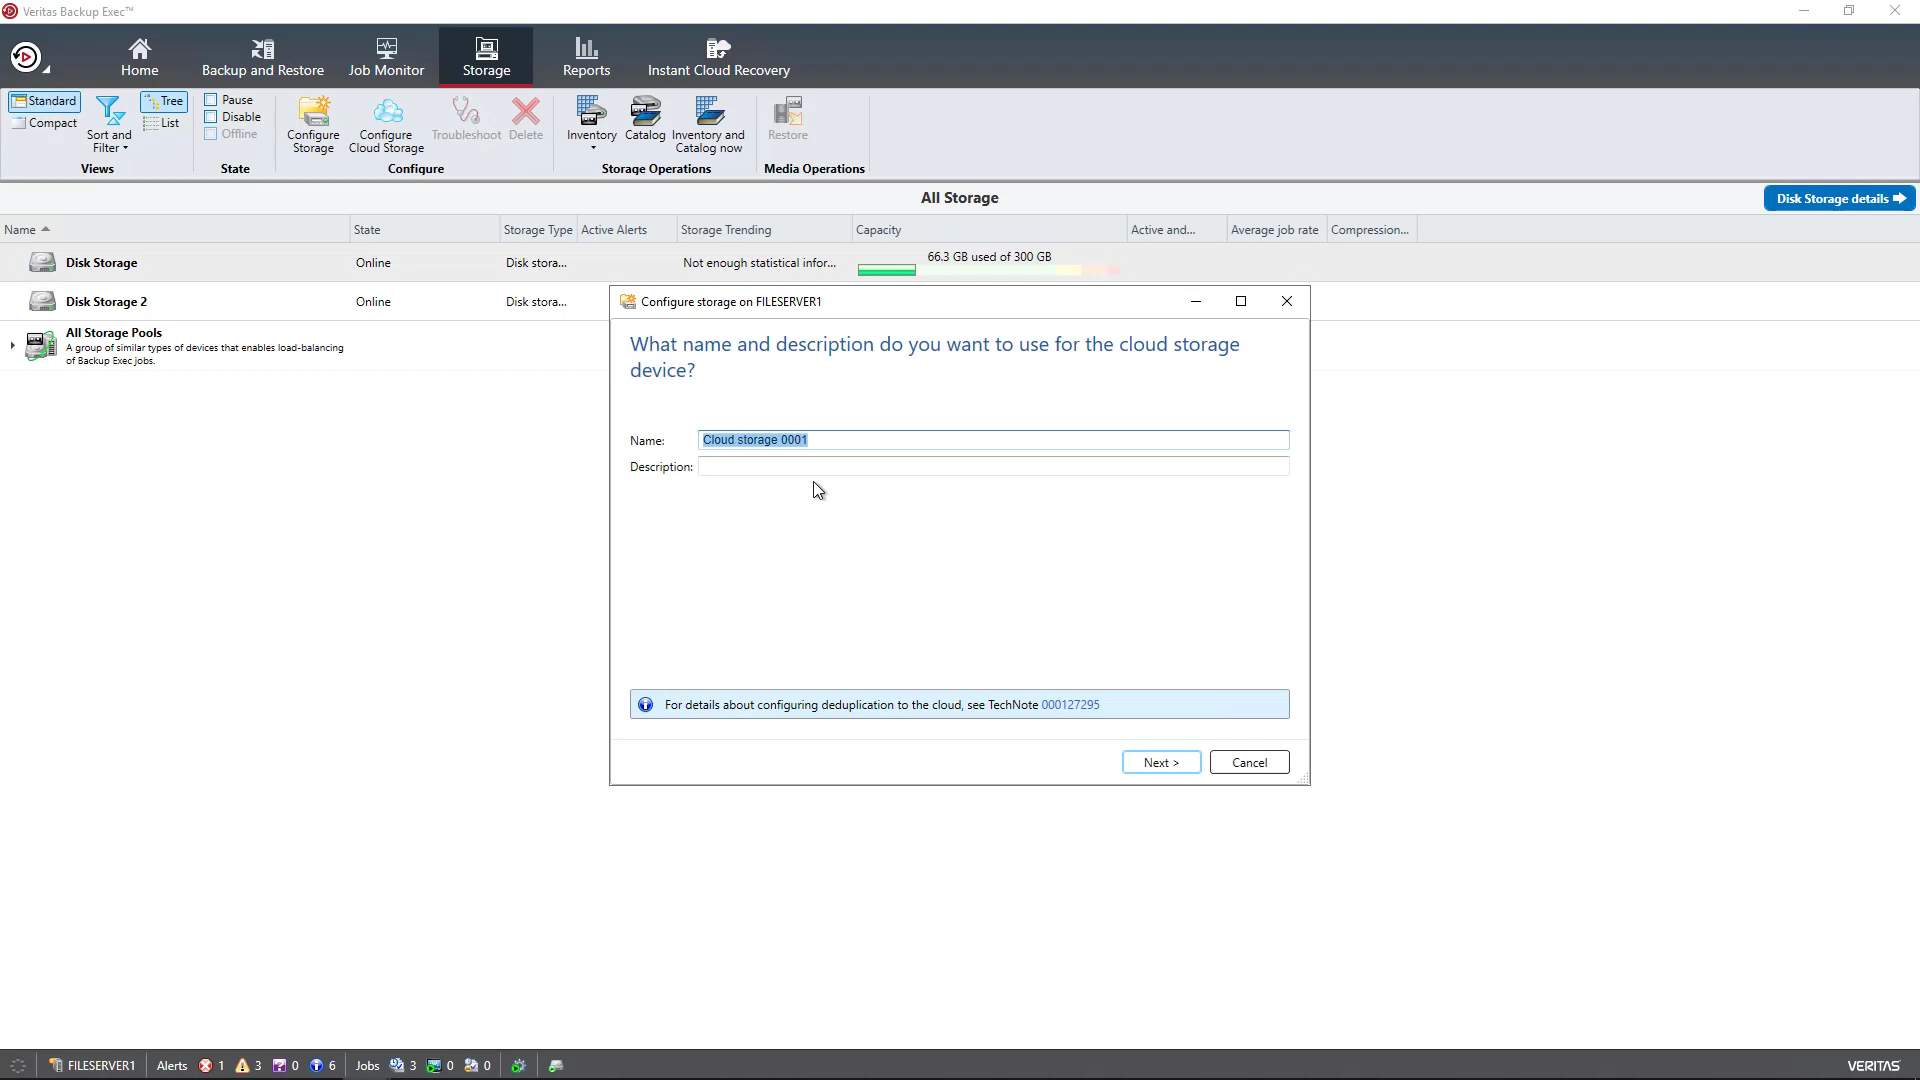 Veritas Backup Exec™
Home
Backup and Restore
Job Monitor
Storage
Reports
Instant Cloud Recovery
Standard
Compact
Sort and
Filter
Tree
List
Views
Pause
Disable
Offline
State
Configure
Storage
Configure
Cloud Storage
Troubleshoot
Delete
Configure
Inventory
Catalog
Inventory and
Catalog now
Storage Operations
Restore
Media Operations
All Storage
Disk Storage details
Name State Storage Type Active Alerts Storage Trending Capacity Active and... Average job rate Compression...
Disk Storage Online Disk stora... Not enough statistical infor... 66.3 GB used of 300 GB
Disk Storage 2 Online Disk stora...
All Storage Pools
A group of similar types of devices that enables load-balancing
of Backup Exec jobs.
Configure storage on FILESERVER1
What name and description do you want to use for the cloud storage
device?
Name: Cloud storage 0001
Description:
For details about configuring deduplication to the cloud, see TechNote 000127295
Next >
Cancel
FILESERVER1 Alerts 1 3 0 6 Jobs 3 0 0
VERITAS